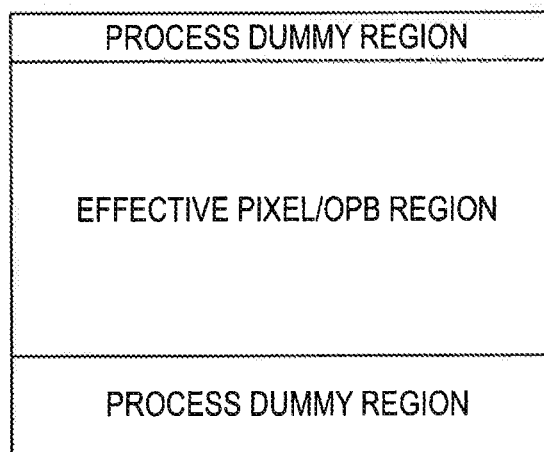 PROCESS DUMMY REGION
EFFECTIVE PIXEL/OPB REGION
PROCESS DUMMY REGION